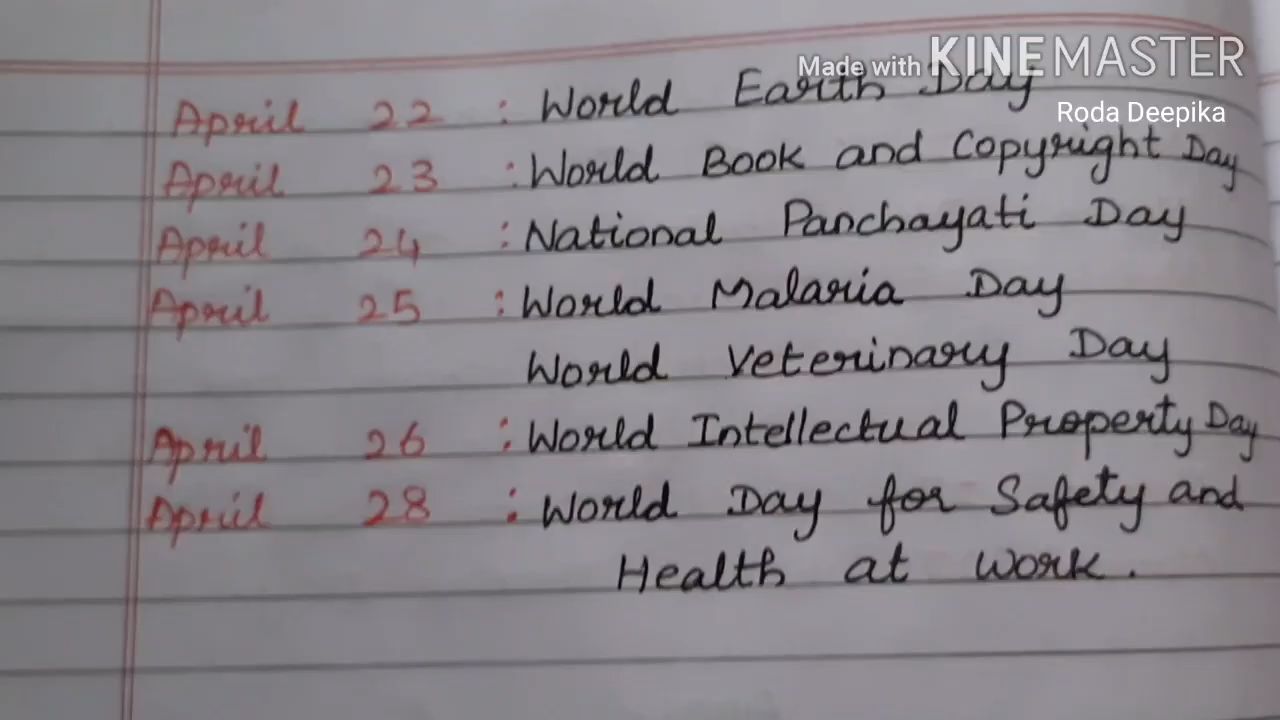 Made with KINEMASTER
Roda Deepika
April 22 : World Earth Day
April 23 : World Book and Copyright Day
April 24 : National Panchayati Day
April 25 : World Malaria Day
World Veterinary Day
April 26 : World Intellectual Property Day
April 28 : World Day for Safety and
Health at Work.